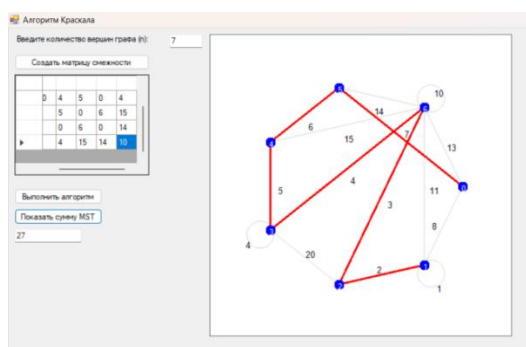 Алгоритм Краскала
Введите количество вершин графа (n): 7
Создать матрицу смежности
0 4 5 0 4
5 0 6 15
0 6 0 14
4 15 14 10
Выполнить алгоритм
Показать сумму MST
27
10
14
7
6
15
13
4
5
11
3
8
4
20
2
1